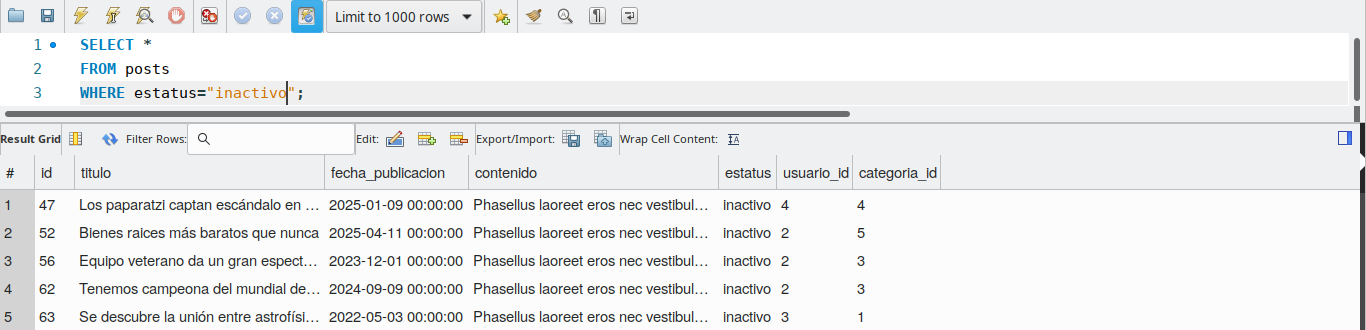 Limit to 1000 rows
1 SELECT *
2 FROM posts
3 WHERE estatus="inactivo";
Result Grid Filter Rows: Edit: Export/Import: Wrap Cell Content:
# id titulo fecha_publicacion contenido estatus usuario_id categoria_id
1 47 Los paparatzi captan escándalo en ... 2025-01-09 00:00:00 Phasellus laoreet eros nec vestibul... inactivo 4 4
2 52 Bienes raices más baratos que nunca 2025-04-11 00:00:00 Phasellus laoreet eros nec vestibul... inactivo 2 5
3 56 Equipo veterano da un gran espect... 2023-12-01 00:00:00 Phasellus laoreet eros nec vestibul... inactivo 2 3
4 62 Tenemos campeona del mundial de... 2024-09-09 00:00:00 Phasellus laoreet eros nec vestibul... inactivo 2 3
5 63 Se descubre la unión entre astrofísi... 2022-05-03 00:00:00 Phasellus laoreet eros nec vestibul... inactivo 3 1